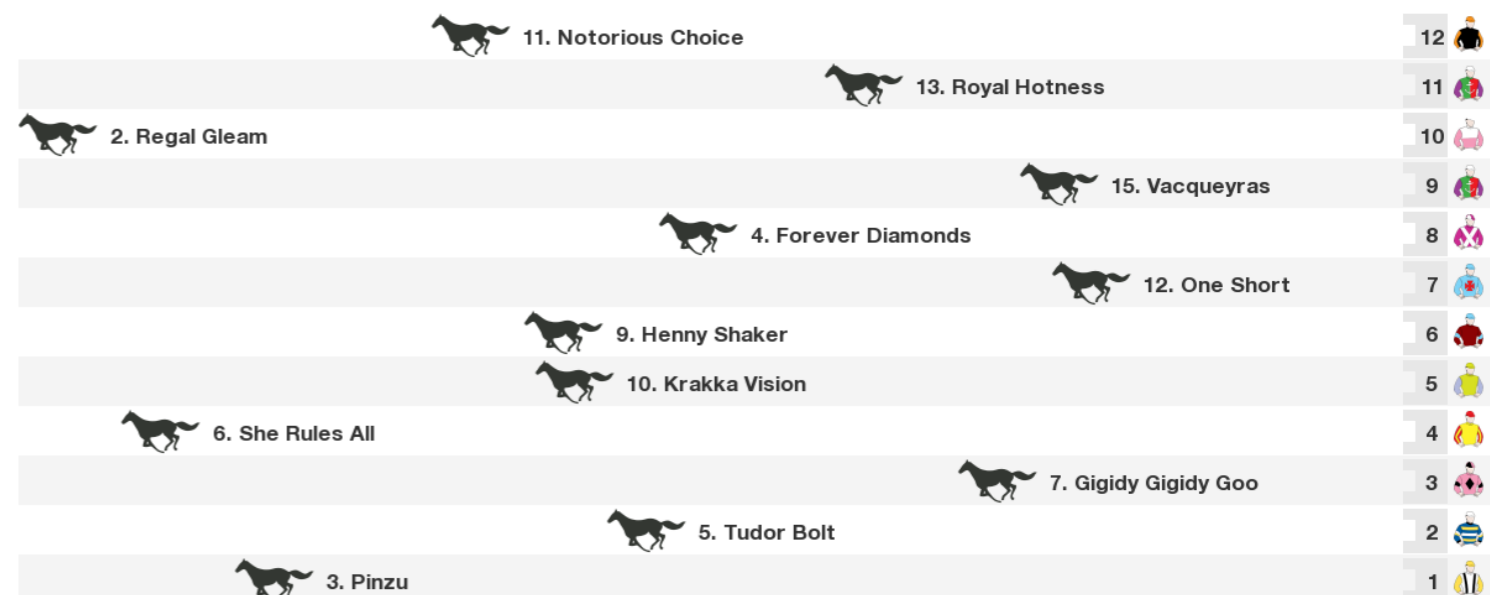 11. Notorious Choice 12
13. Royal Hotness 11
2. Regal Gleam 10
15. Vacqueyras 9
4. Forever Diamonds 8
12. One Short 7
9. Henny Shaker 6
10. Krakka Vision 5
6. She Rules All 4
7. Gigidy Gigidy Goo 3
5. Tudor Bolt 2
3. Pinzu 1